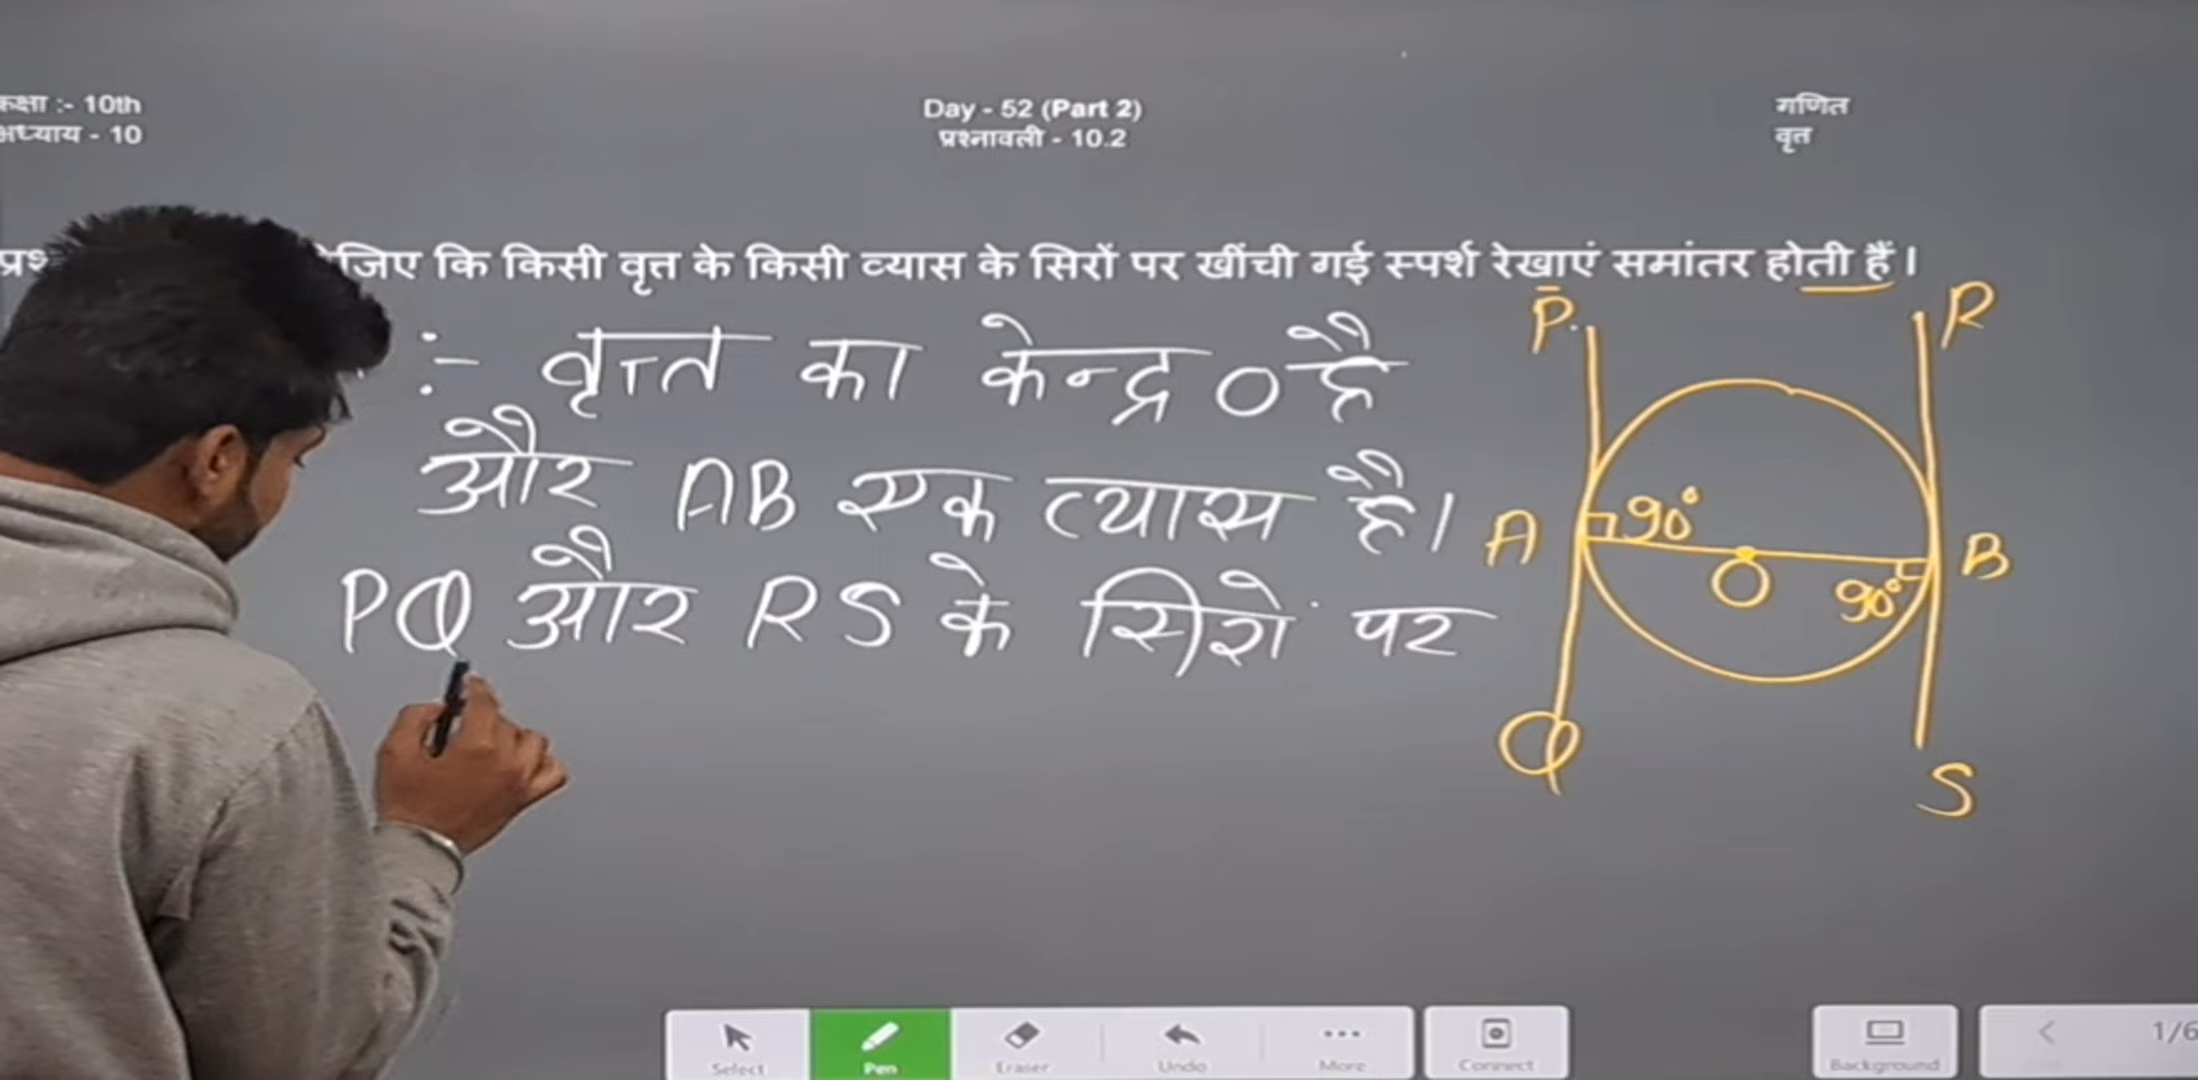 कक्षा :- 10th
अध्याय - 10
Day - 52 (Part 2)
प्रश्नावली - 10.2
गणित
वृत
कि किसी वृत्त के किसी व्यास के सिरों पर खींची गई स्पर्श रेखाएं समांतर होती हैं।
:- वृत्त का केन्द्र O है
और AB एक व्यास है।
PQ और RS के सिरो पर
P
R
A
90°
O
90°
B
Q
S
Select
Pen
Eraser
Undo
More
Connect
Background
1/6